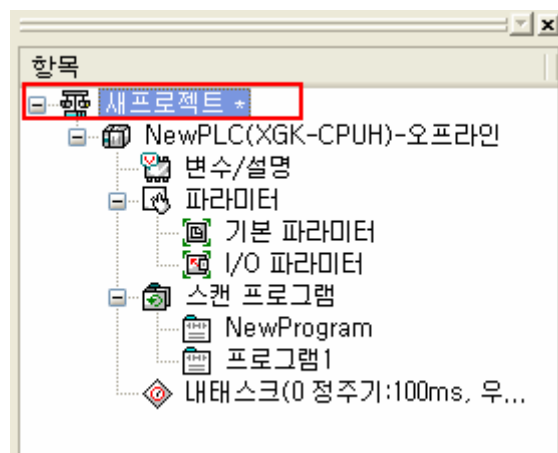 항목
새프로젝트 *
NewPLC(XGK-CPUH)-오프라인
변수/설명
파라미터
기본 파라미터
I/O 파라미터
스캔 프로그램
NewProgram
프로그램1
내태스크(0 정주기:100ms, 우...